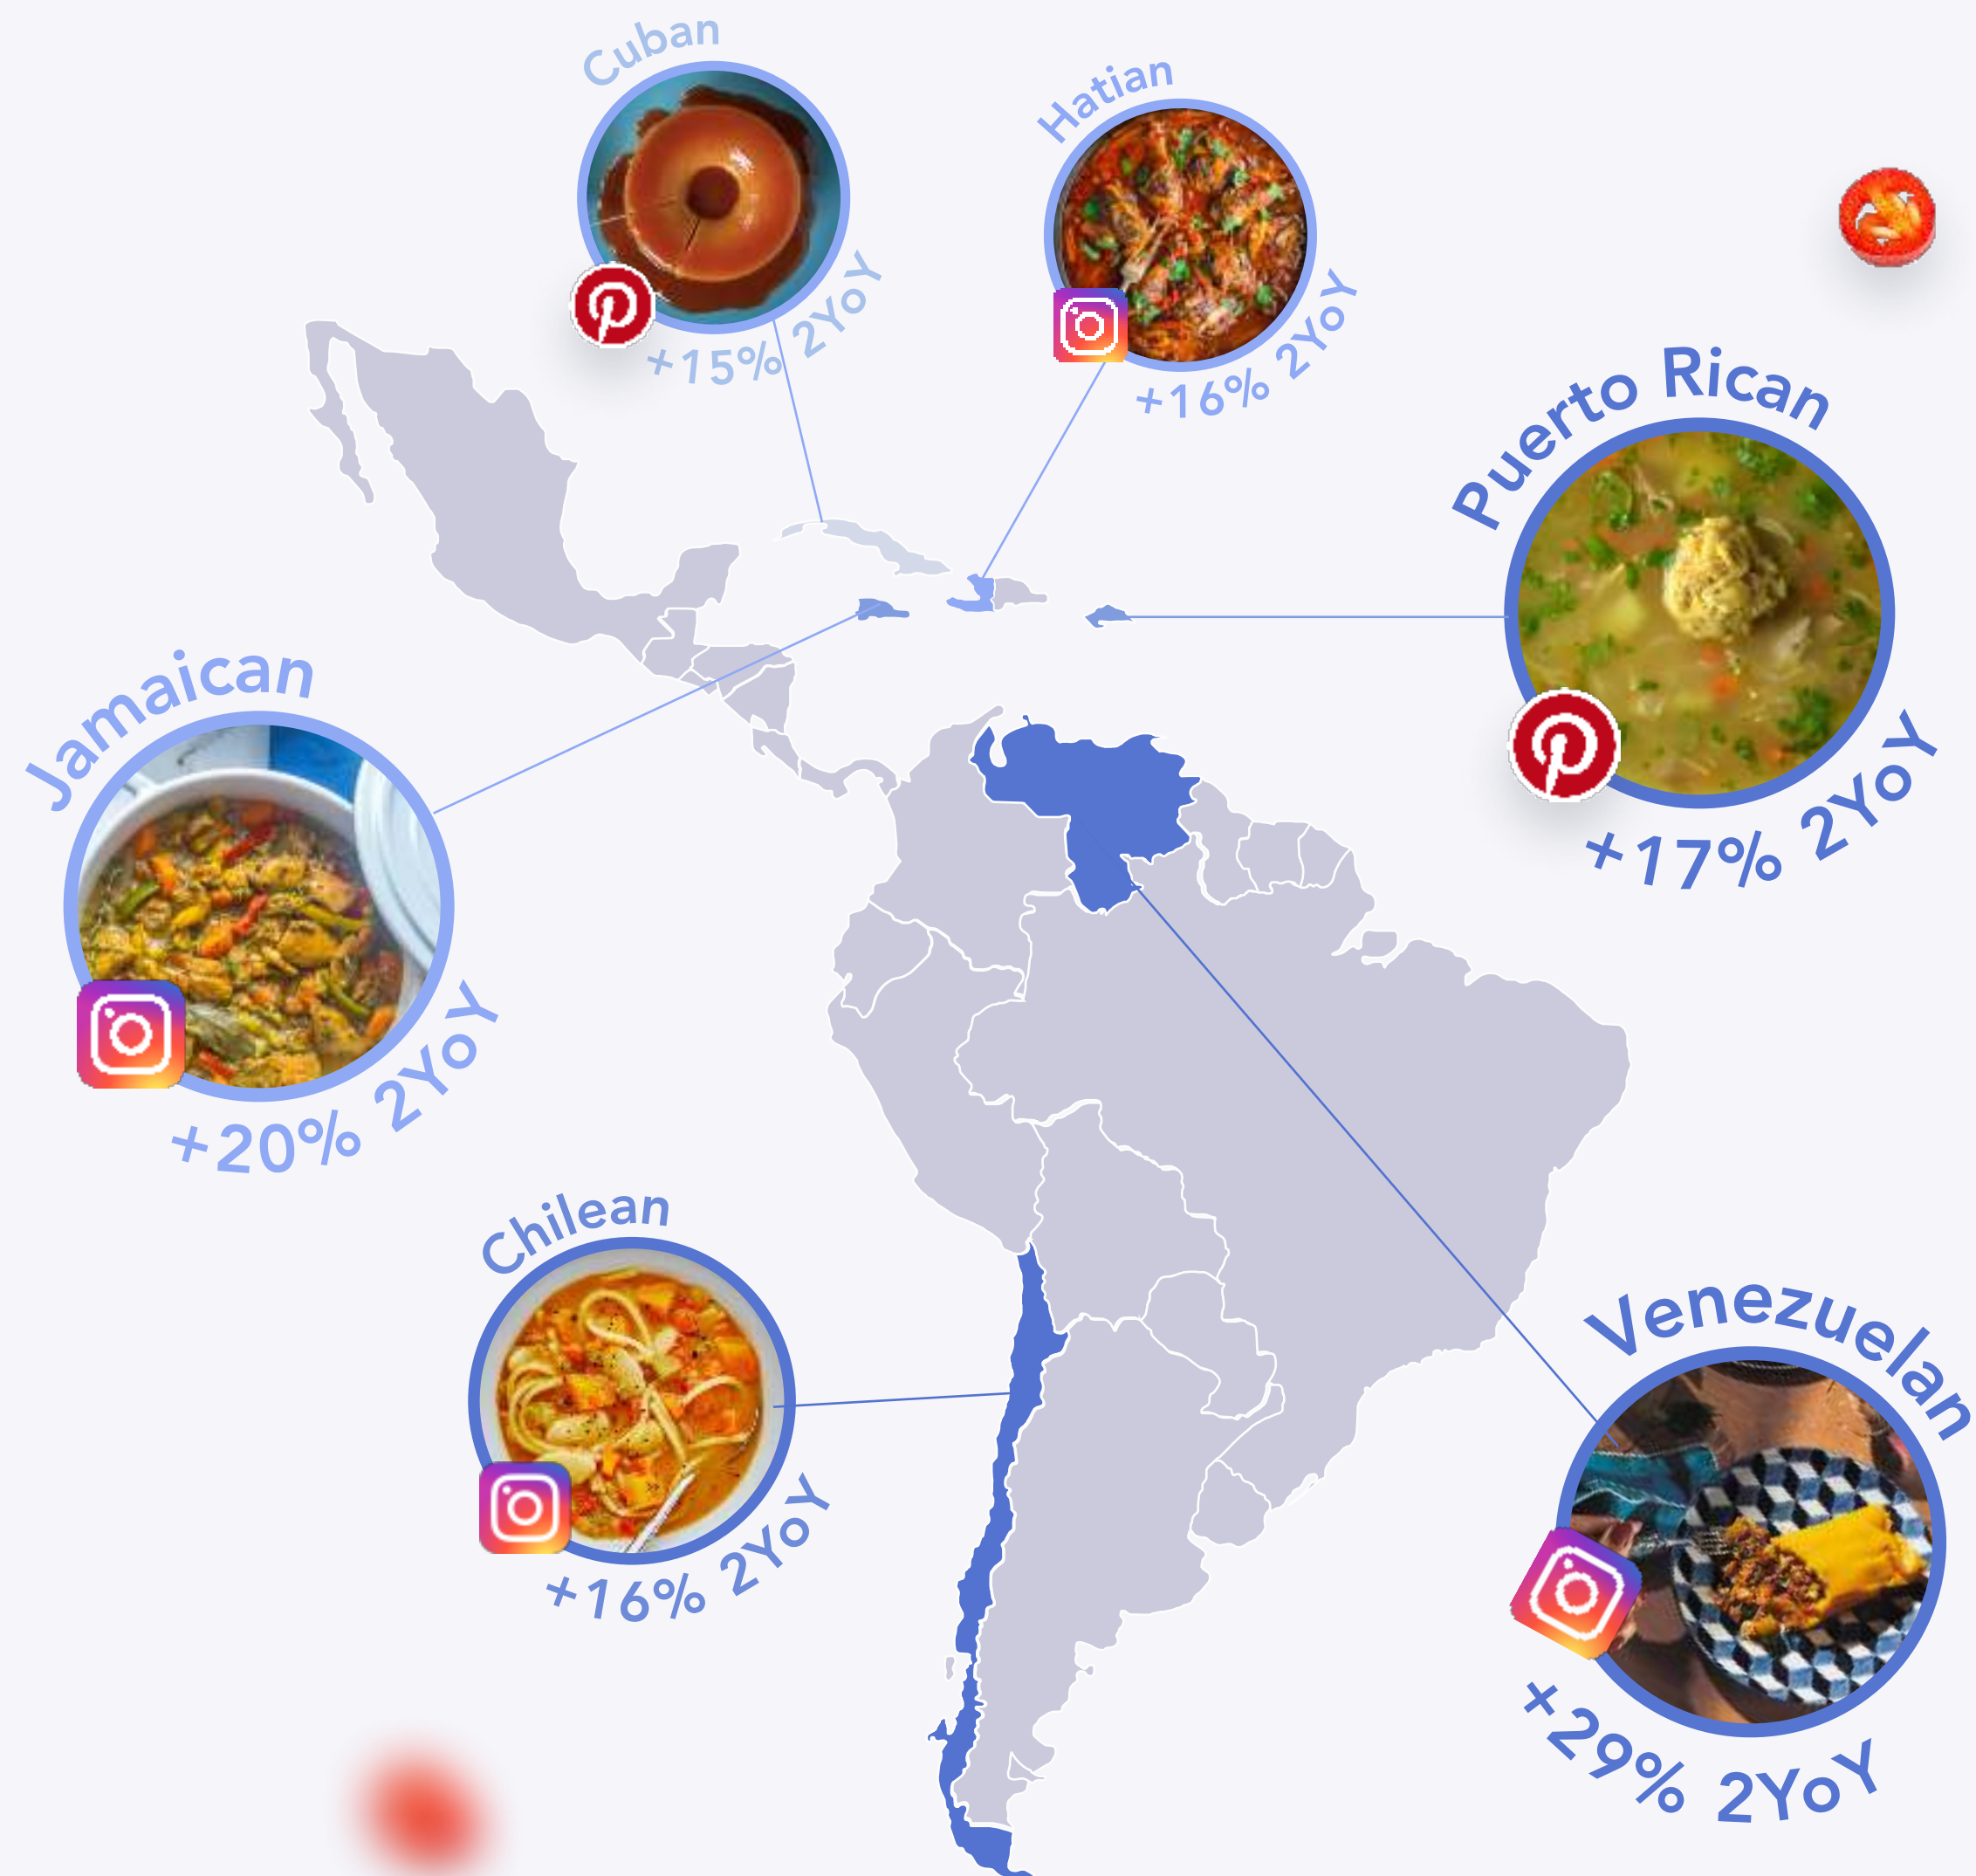 Cuban
+15% 2YoY
Hatian
+16% 2YoY
Puerto Rican
+17% 2YoY
Jamaican
+20% 2YoY
Chilean
+16% 2YoY
Venezuelan
+29% 2YoY